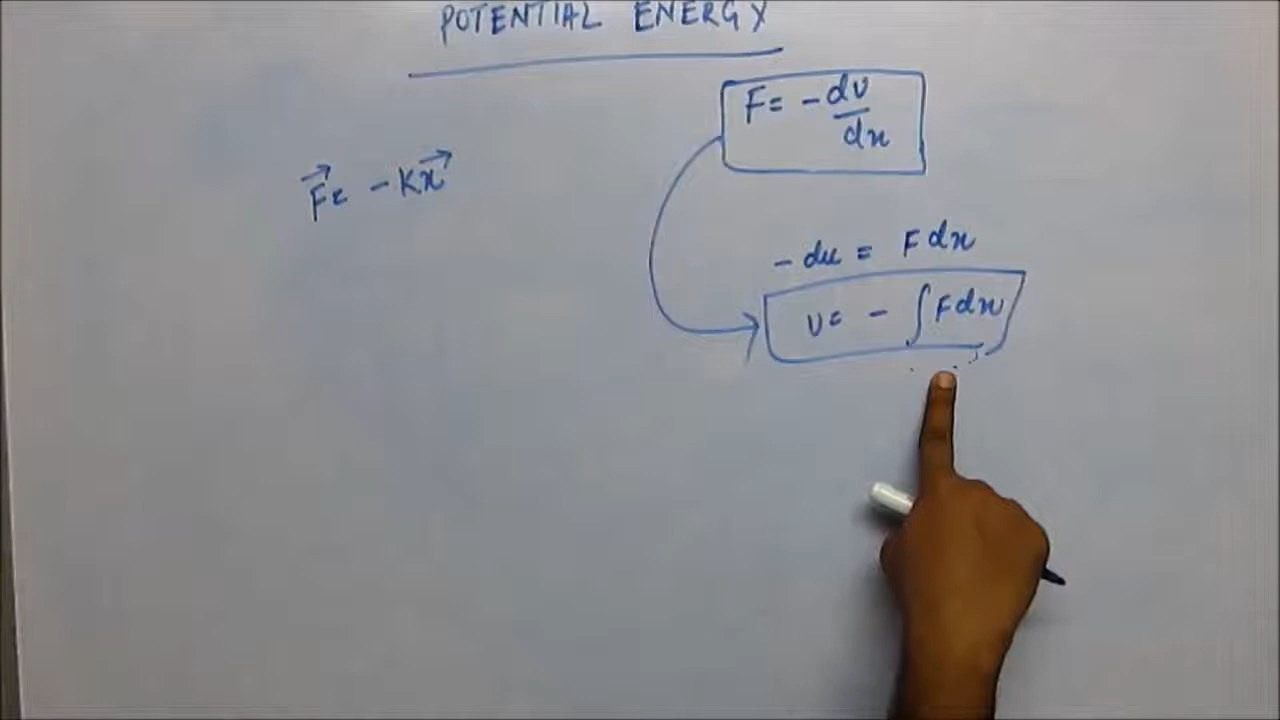 POTENTIAL ENERGY
F = - dU/dx
F⃗ = - Kx⃗
- du = F dx
U = - ∫ F dx